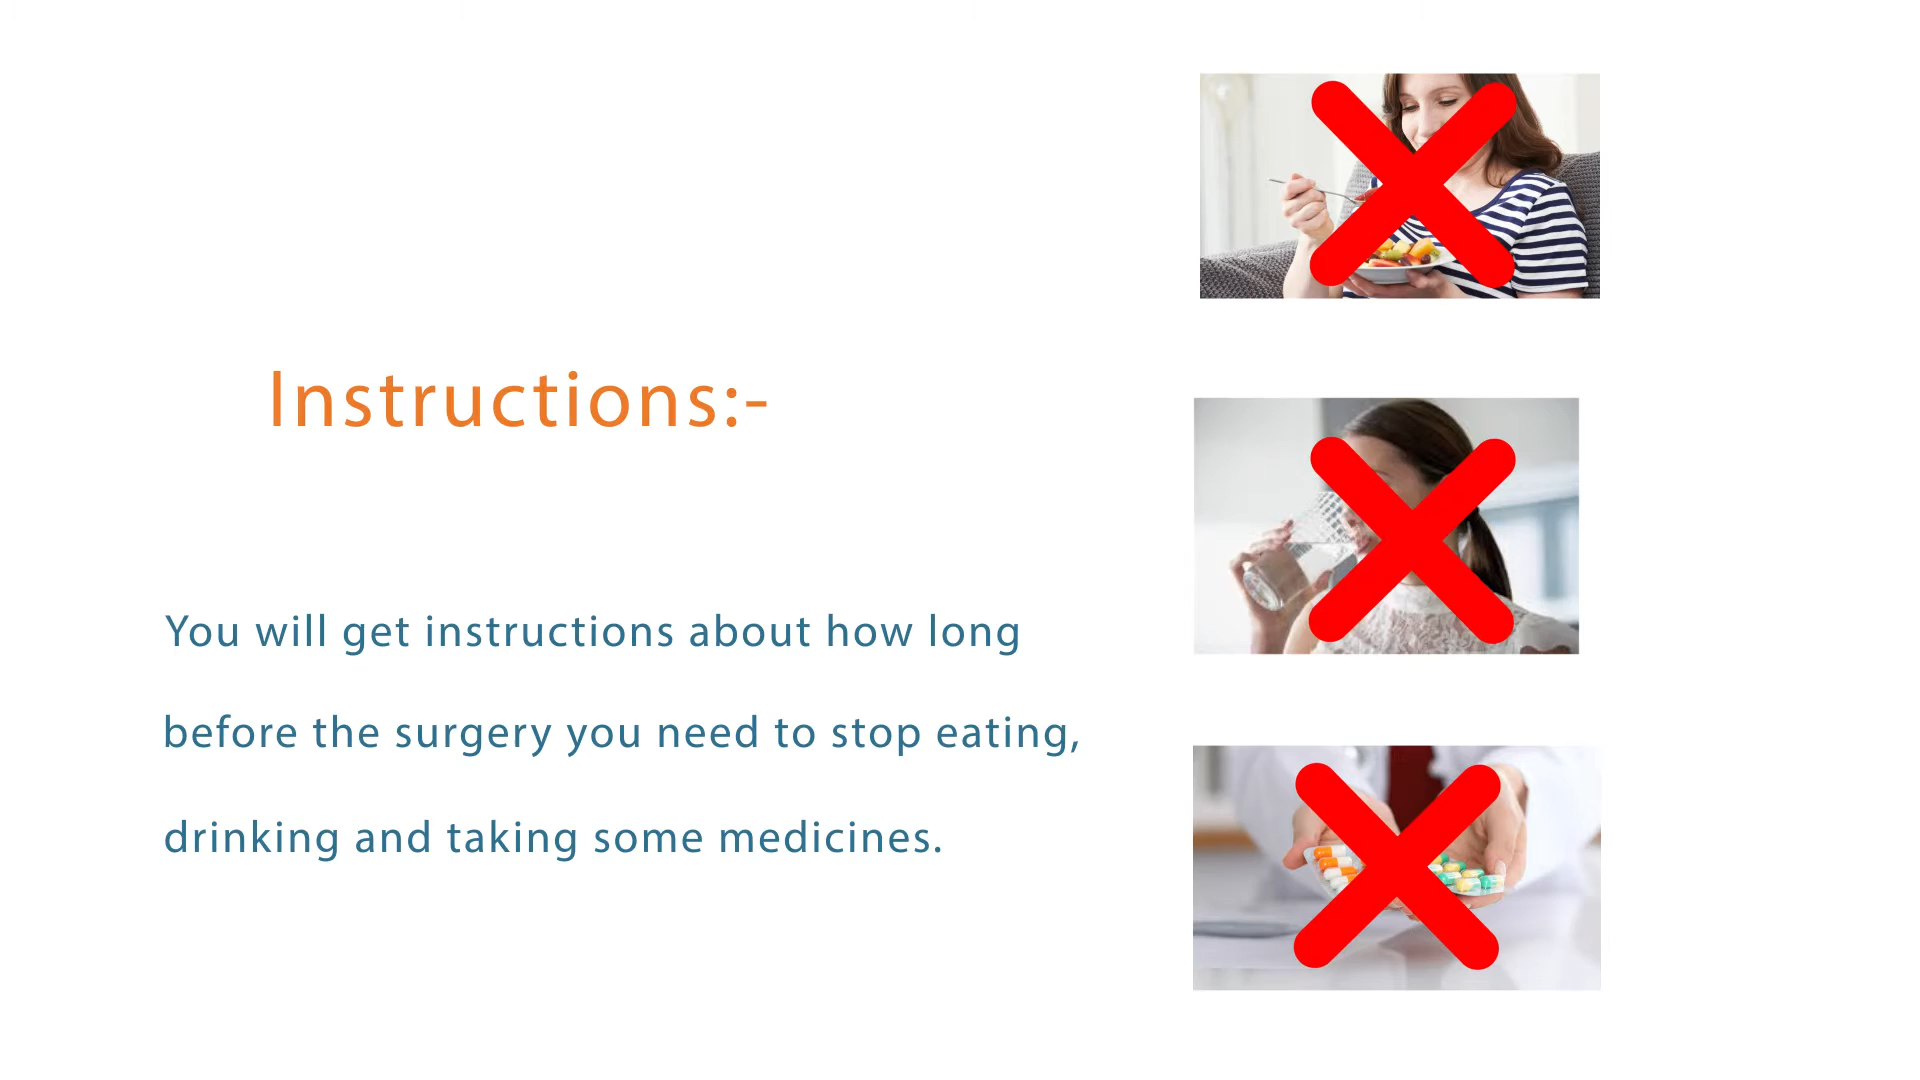 Instructions:-
You will get instructions about how long
before the surgery you need to stop eating,
drinking and taking some medicines.